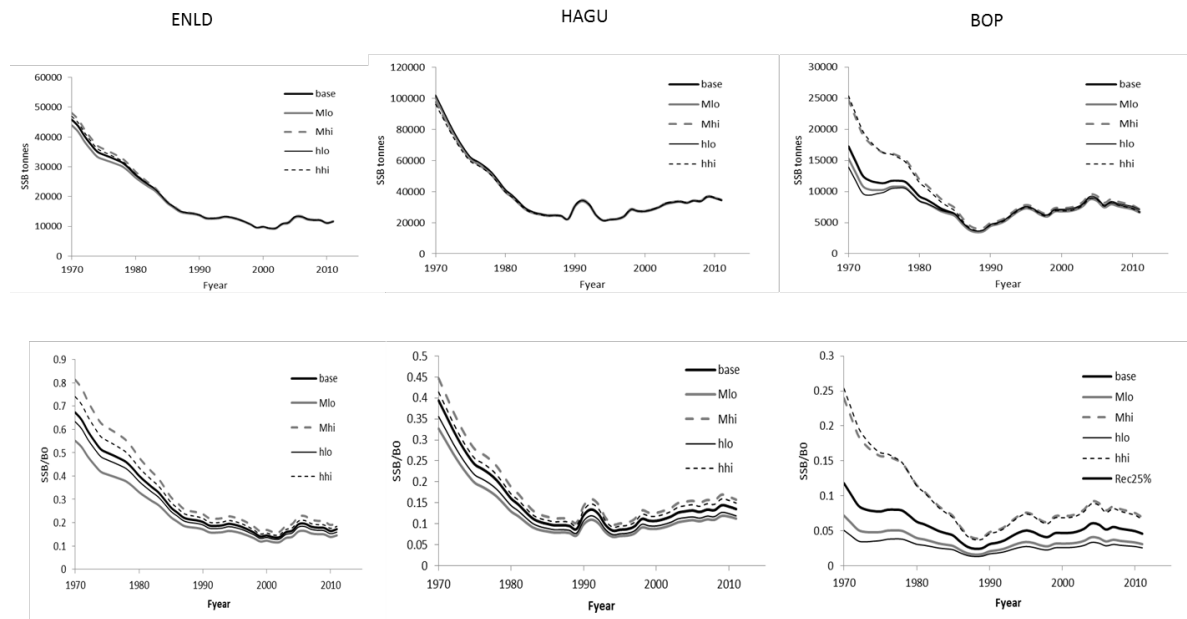 ENLD
HAGU
BOP
60000
50000
40000
30000
20000
10000
0
SSB tonnes
1970 1980 1990 2000 2010
Fyear
base
Mlo
Mhi
hlo
hhi
120000
100000
80000
60000
40000
20000
0
SSB tonnes
1970 1980 1990 2000 2010
Fyear
base
Mlo
Mhi
hlo
hhi
30000
25000
20000
15000
10000
5000
0
SSB tonnes
1970 1980 1990 2000 2010
Fyear
base
Mlo
Mhi
hlo
hhi
0.9
0.8
0.7
0.6
0.5
0.4
0.3
0.2
0.1
0
SSB/BO
1970 1980 1990 2000 2010
Fyear
base
Mlo
Mhi
hlo
hhi
0.5
0.45
0.4
0.35
0.3
0.25
0.2
0.15
0.1
0.05
0
SSB/BO
1970 1980 1990 2000 2010
Fyear
base
Mlo
Mhi
hlo
hhi
0.3
0.25
0.2
0.15
0.1
0.05
0
SSB/BO
1970 1980 1990 2000 2010
Fyear
base
Mlo
Mhi
hlo
hhi
Rec25%